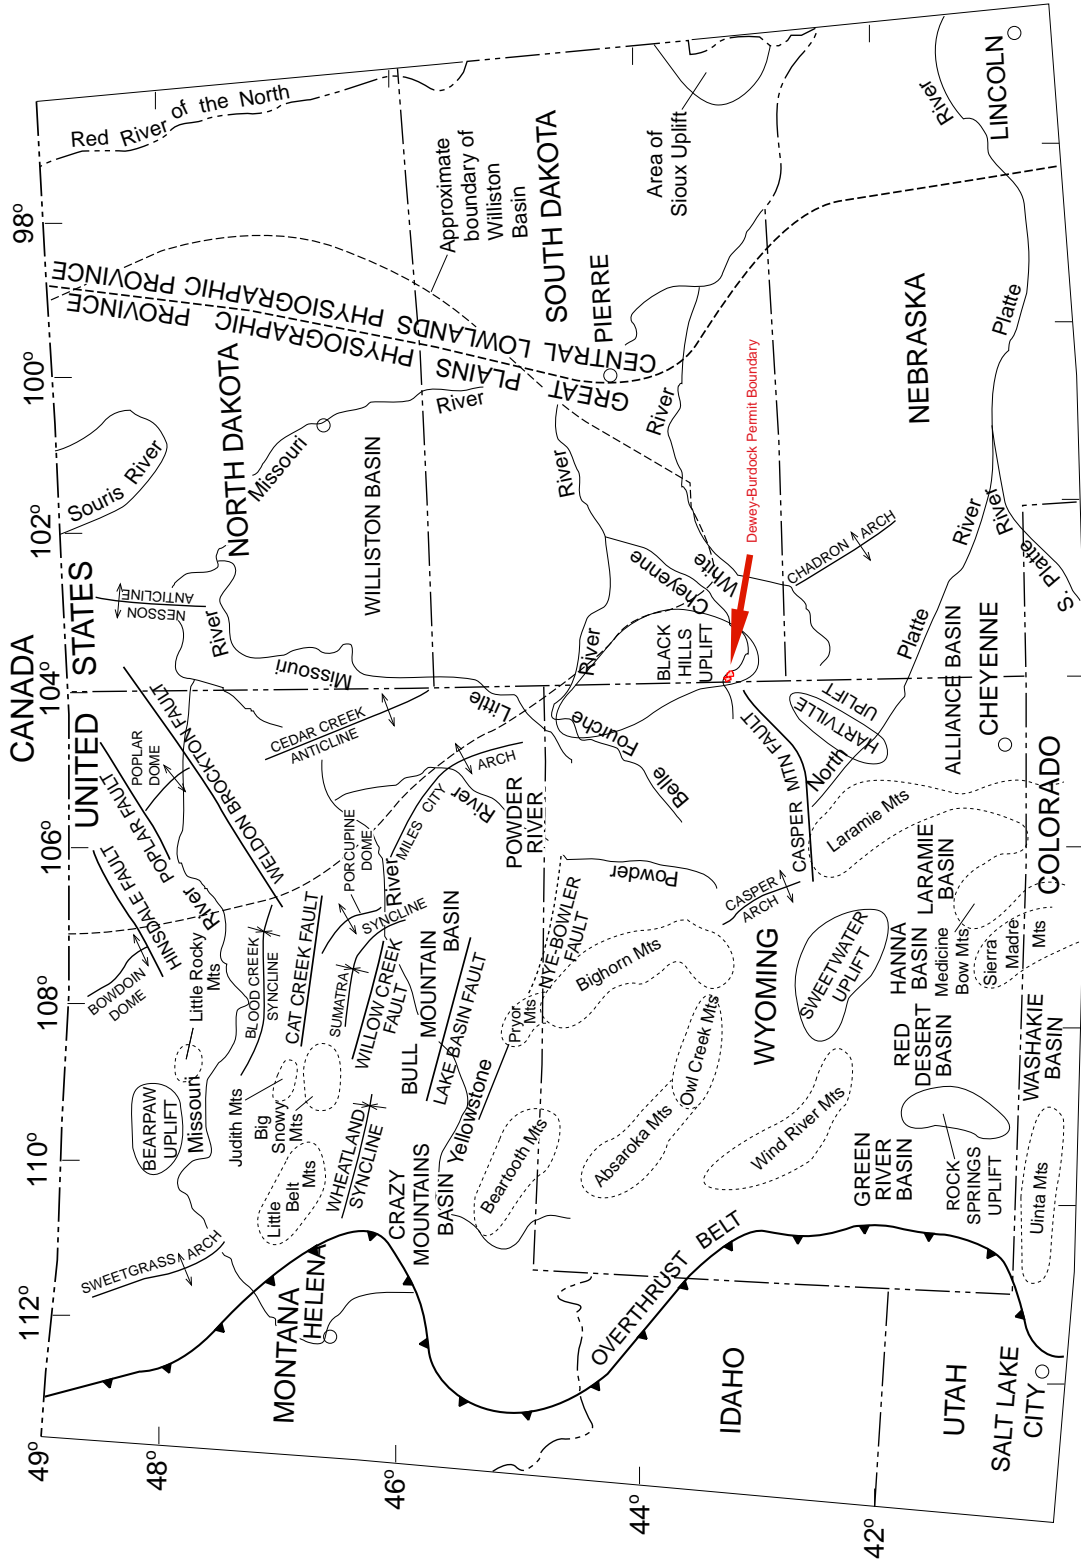 CANADA
UNITED STATES
112°
110°
108°
106°
104°
102°
100°
98°
49°
48°
46°
44°
42°
SWEETGRASS
ARCH
BEARPAW
UPLIFT
Missouri
River
Little Rocky
Mts
BOWDOIN
DOME
HINSDALE FAULT
POPLAR FAULT
POPLAR
DOME
WELDON BROCKTON FAULT
NESSON
ANTICLINE
Souris River
Red River of the North
MONTANA
HELENA
Little
Belt
Mts
Judith Mts
Big
Snowy
Mts
BLOOD CREEK
SYNCLINE
CAT CREEK FAULT
SUMATRA
SYNCLINE
PORCUPINE
DOME
WILLOW CREEK
FAULT
WHEATLAND
SYNCLINE
CEDAR CREEK
ANTICLINE
Missouri
River
NORTH DAKOTA
Missouri
River
WILLISTON BASIN
GREAT PLAINS PHYSIOGRAPHIC PROVINCE
CENTRAL LOWLANDS PHYSIOGRAPHIC PROVINCE
Approximate
boundary of
Williston
Basin
CRAZY
MOUNTAINS
BASIN
BULL
MOUNTAIN
BASIN
LAKE BASIN FAULT
Yellowstone
River
River
MILES CITY
ARCH
Little
POWDER
RIVER
Beartooth Mts
Pryor
Mts
NYE-BOWLER
FAULT
Bighorn Mts
Powder
Belle
Fourche
River
River
Cheyenne
BLACK
HILLS
UPLIFT
SOUTH DAKOTA
PIERRE
Area of
Sioux Uplift
White
River
Dewey-Burdock Permit Boundary
OVERTHRUST BELT
IDAHO
Absaroka Mts
Owl Creek Mts
Wind River Mts
WYOMING
CASPER
ARCH
CASPER MTN FAULT
SWEETWATER
UPLIFT
North
Platte
River
HARTVILLE
UPLIFT
CHADRON ARCH
NEBRASKA
Laramie Mts
GREEN
RIVER
BASIN
ROCK
SPRINGS
UPLIFT
RED
DESERT
BASIN
HANNA
BASIN
LARAMIE
BASIN
Medicine
Bow Mts
Sierra
Madre
Mts
WASHAKIE
BASIN
ALLIANCE BASIN
CHEYENNE
COLORADO
S. Platte
River
Platte
River
LINCOLN
Uinta Mts
UTAH
SALT LAKE
CITY